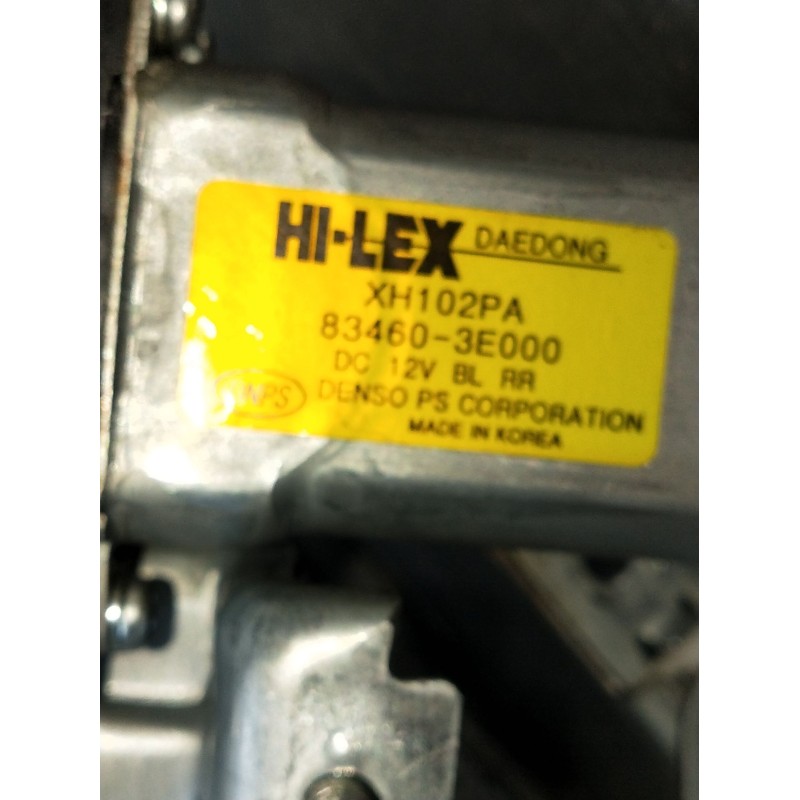 HI-LEX DAEDONG
XH102PA
83460-3E000
DC 12V BL RR
DENSO PS CORPORATION
MADE IN KOREA